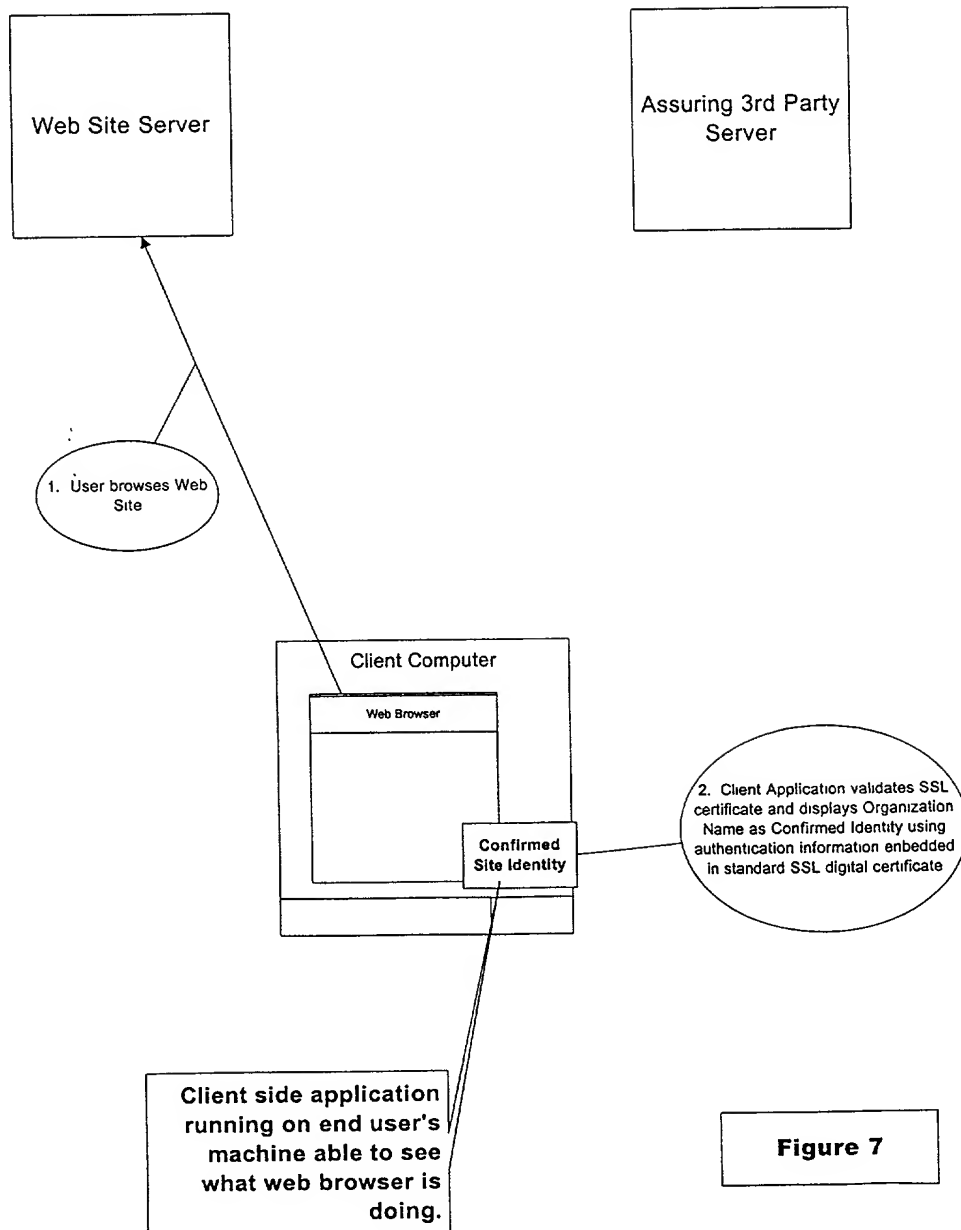 Web Site Server
Assuring 3rd Party
Server
1. User browses Web
Site
Client Computer
Web Browser
Confirmed
Site Identity
2. Client Application validates SSL
certificate and displays Organization
Name as Confirmed Identity using
authentication information enbedded
in standard SSL digital certificate
Client side application
running on end user's
machine able to see
what web browser is
doing.
Figure 7